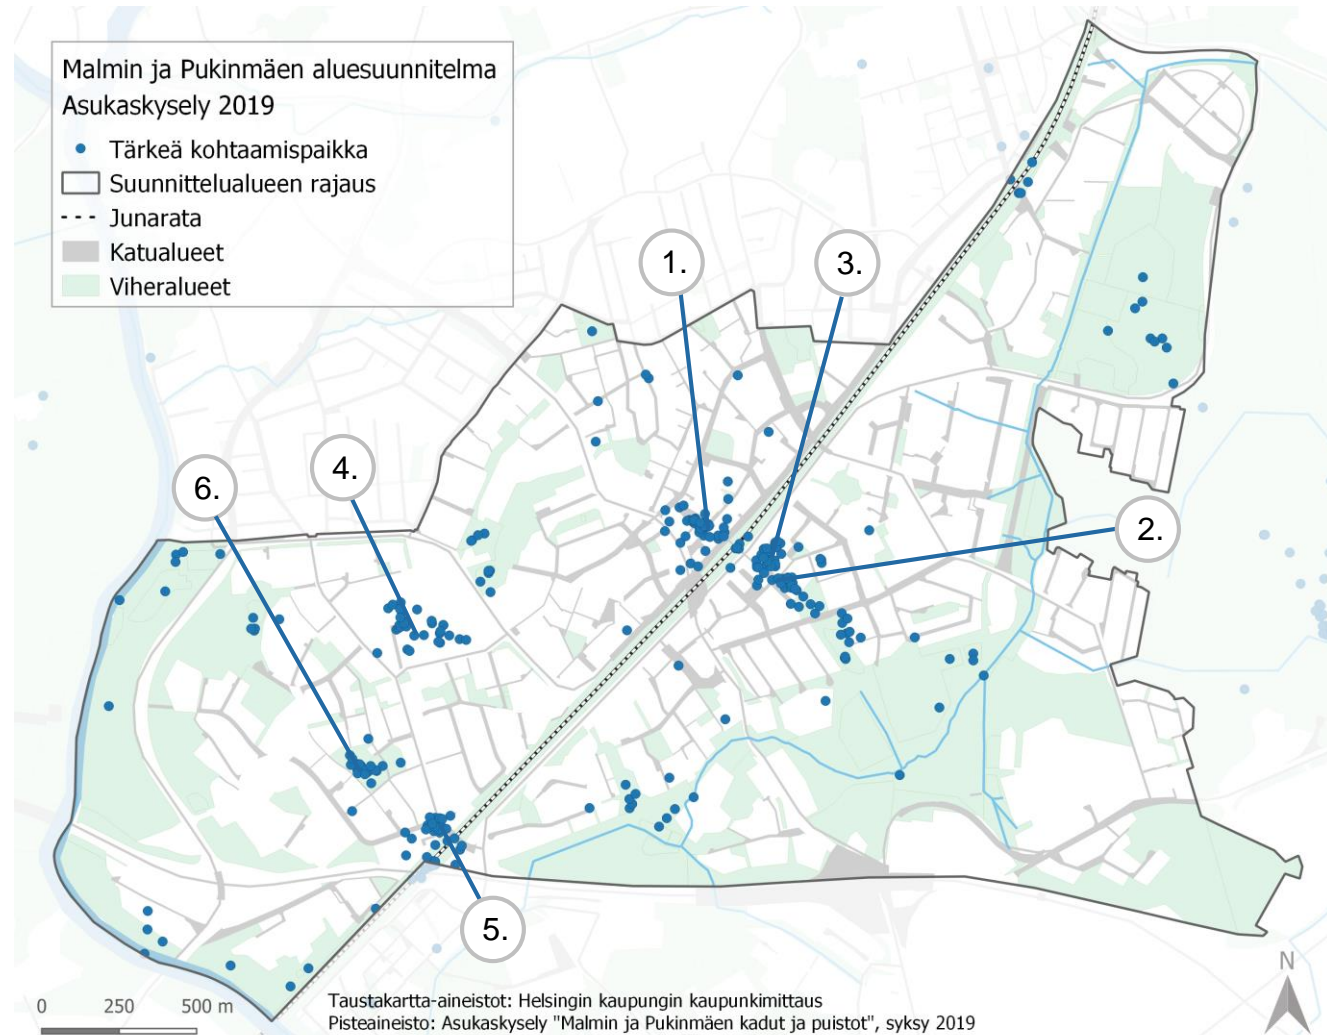 Malmin ja Pukinmäen aluesuunnitelma
Asukaskysely 2019
Tärkeä kohtaamispaikka
Suunnittelualueen rajaus
Junarata
Katualueet
Viheralueet
1.
3.
4.
6.
2.
5.
N
0 250 500 m
Taustakartta-aineistot: Helsingin kaupungin kaupunkimittaus
Pisteaineisto: Asukaskysely "Malmin ja Pukinmäen kadut ja puistot", syksy 2019